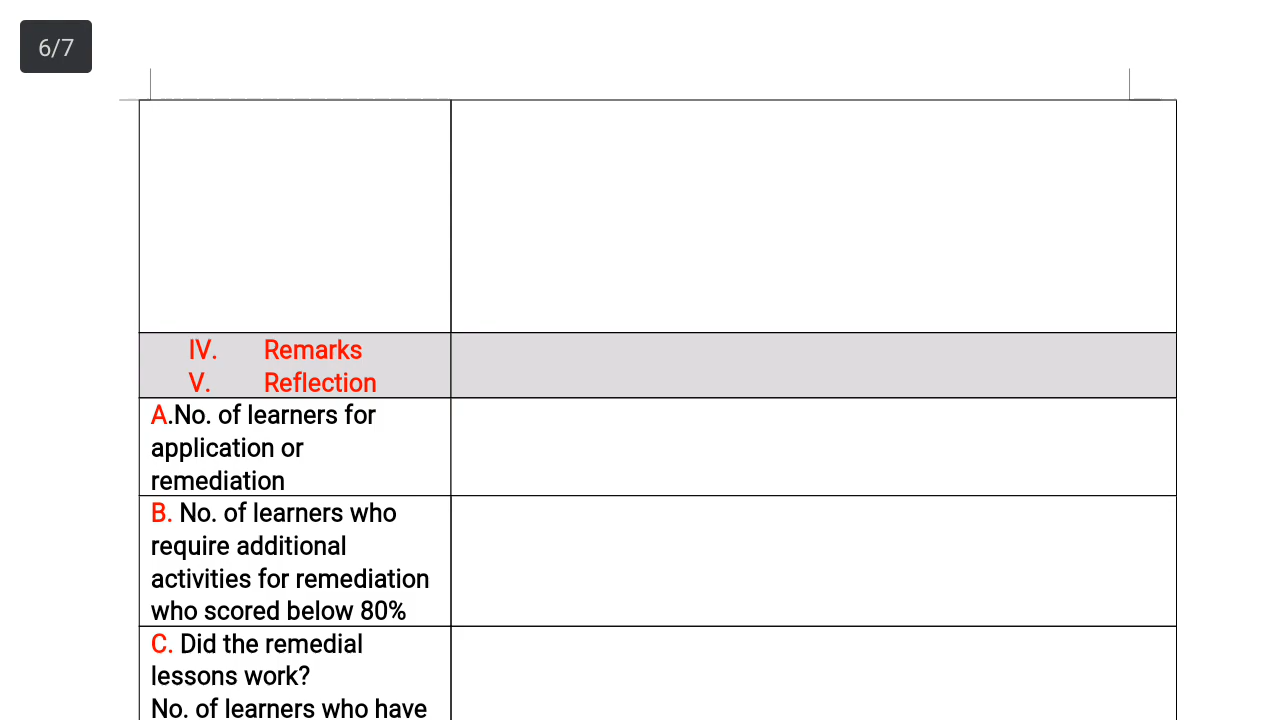 6/7
IV. Remarks
V. Reflection
A.No. of learners for
application or
remediation
B. No. of learners who
require additional
activities for remediation
who scored below 80%
C. Did the remedial
lessons work?
No. of learners who have